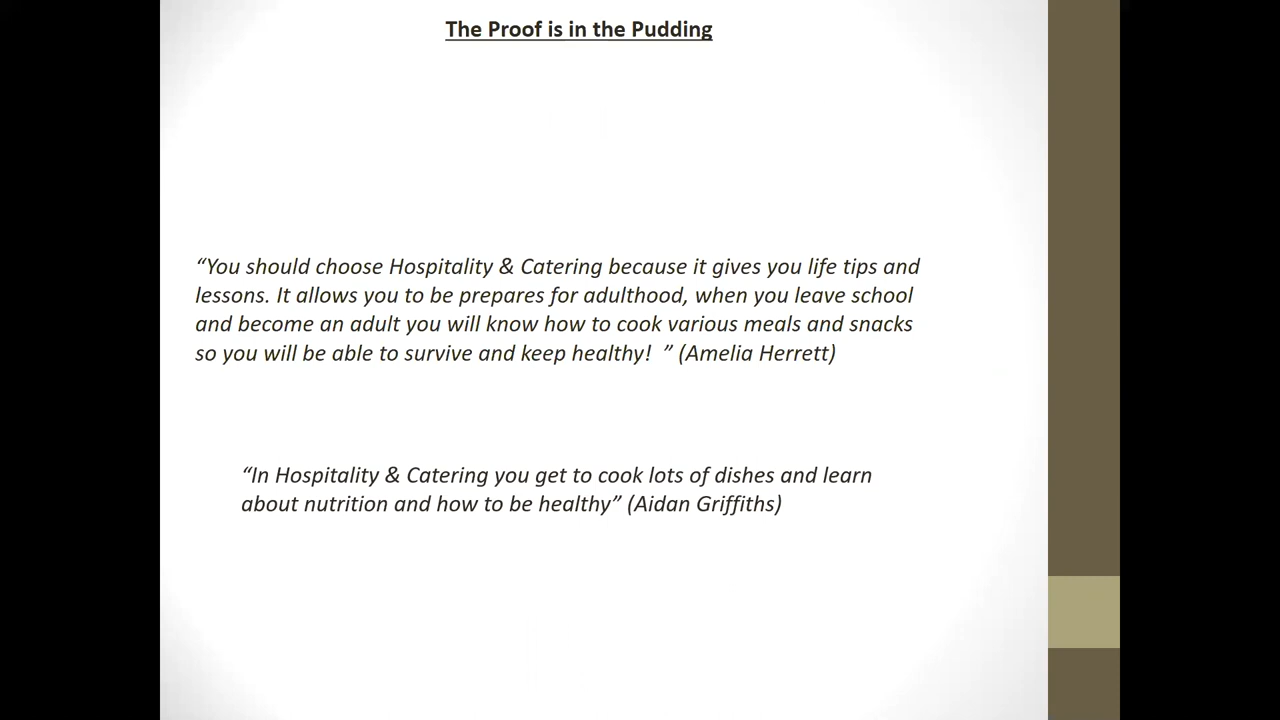 The Proof is in the Pudding
“You should choose Hospitality & Catering because it gives you life tips and
lessons. It allows you to be prepares for adulthood, when you leave school
and become an adult you will know how to cook various meals and snacks
so you will be able to survive and keep healthy!  ” (Amelia Herrett)
“In Hospitality & Catering you get to cook lots of dishes and learn
about nutrition and how to be healthy” (Aidan Griffiths)